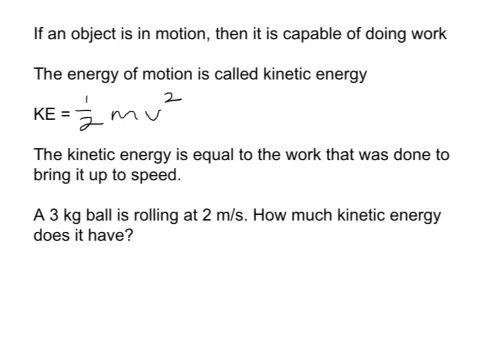 If an object is in motion, then it is capable of doing work
The energy of motion is called kinetic energy
KE = 1/2 mv²
The kinetic energy is equal to the work that was done to
bring it up to speed.
A 3 kg ball is rolling at 2 m/s. How much kinetic energy
does it have?